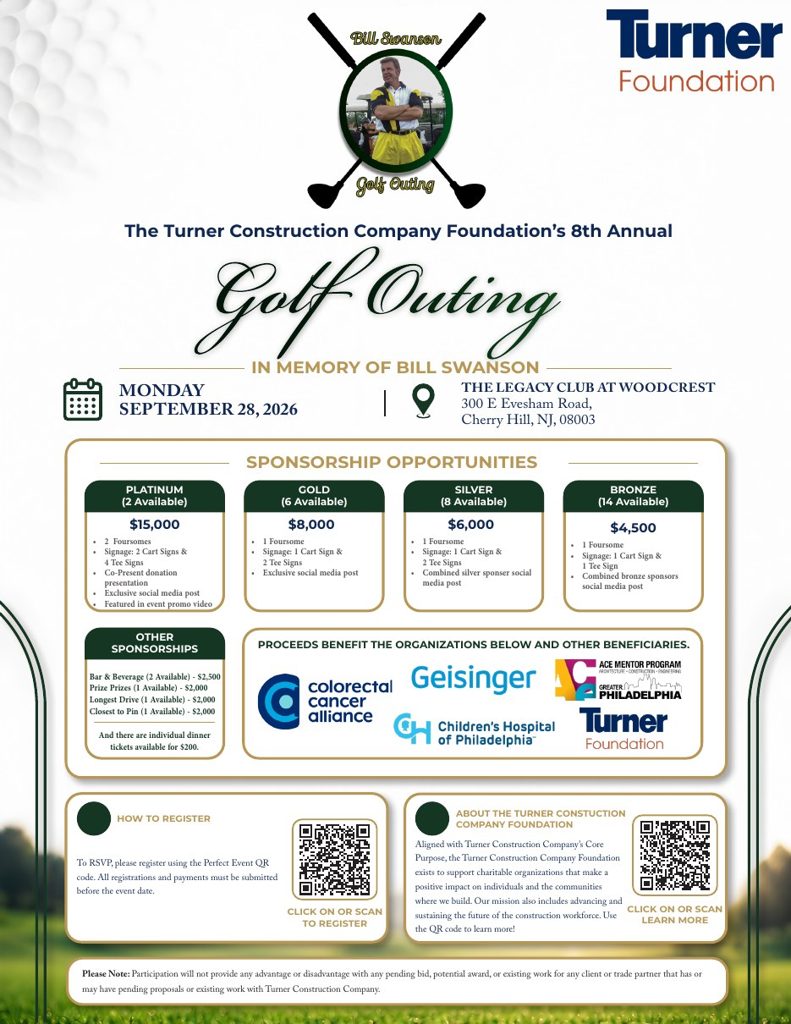 Bill Swanson
Golf Outing
Turner
Foundation
The Turner Construction Company Foundation's 8th Annual
Golf Outing
IN MEMORY OF BILL SWANSON
MONDAY
SEPTEMBER 28, 2026
THE LEGACY CLUB AT WOODCREST
300 E Evesham Road,
Cherry Hill, NJ, 08003
SPONSORSHIP OPPORTUNITIES
PLATINUM
(2 Available)
$15,000
• 2 Foursomes
• Signage: 2 Cart Signs &
4 Tee Signs
• Co-Present donation
presentation
• Exclusive social media post
• Featured in event promo video
GOLD
(6 Available)
$8,000
• 1 Foursome
• Signage: 1 Cart Sign &
2 Tee Signs
• Exclusive social media post
SILVER
(8 Available)
$6,000
• 1 Foursome
• Signage: 1 Cart Sign &
2 Tee Signs
• Combined silver sponser social
media post
BRONZE
(14 Available)
$4,500
• 1 Foursome
• Signage: 1 Cart Sign &
1 Tee Sign
• Combined bronze sponsors
social media post
OTHER
SPONSORSHIPS
Bar & Beverage (2 Available) - $2,500
Prize Prizes (1 Available) - $2,000
Longest Drive (1 Available) - $2,000
Closest to Pin (1 Available) - $2,000
And there are individual dinner
tickets available for $200.
PROCEEDS BENEFIT THE ORGANIZATIONS BELOW AND OTHER BENEFICIARIES.
colorectal
cancer
alliance
Geisinger
ACE
ACE MENTOR PROGRAM
ARCHITECTURE · CONSTRUCTION · ENGINEERING
GREATER
PHILADELPHIA
CH Children's Hospital
of Philadelphia™
Turner
Foundation
HOW TO REGISTER
To RSVP, please register using the Perfect Event QR
code. All registrations and payments must be submitted
before the event date.
CLICK ON OR SCAN
TO REGISTER
ABOUT THE TURNER CONSTUCTION
COMPANY FOUNDATION
Aligned with Turner Construction Company's Core
Purpose, the Turner Construction Company Foundation
exists to support charitable organizations that make a
positive impact on individuals and the communities
where we build. Our mission also includes advancing and
sustaining the future of the construction workforce. Use
the QR code to learn more!
CLICK ON OR SCAN
LEARN MORE
Please Note: Participation will not provide any advantage or disadvantage with any pending bid, potential award, or existing work for any client or trade partner that has or
may have pending proposals or existing work with Turner Construction Company.